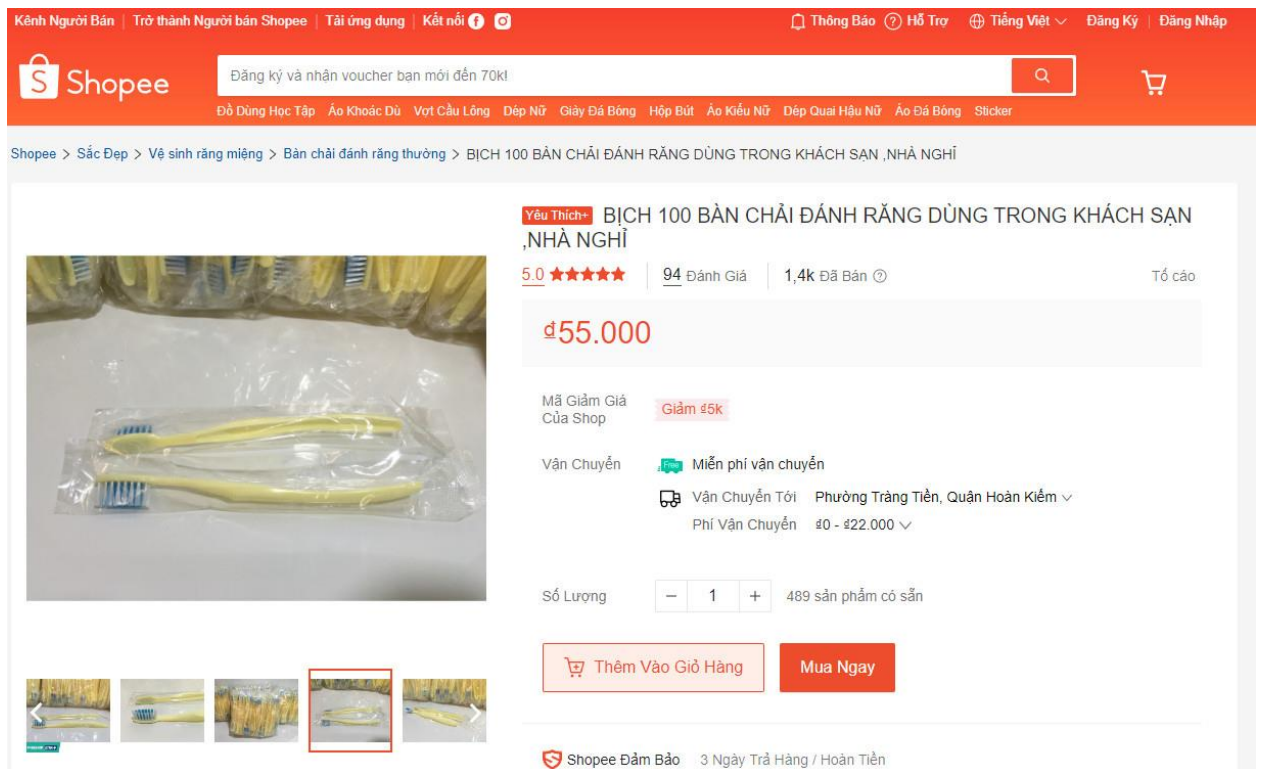 Kênh Người Bán | Trở thành Người bán Shopee | Tải ứng dụng | Kết nối
Thông Báo Hỗ Trợ Tiếng Việt Đăng Ký | Đăng Nhập
Shopee
Đăng ký và nhận voucher bạn mới đến 70k!
Đồ Dùng Học Tập Áo Khoác Dù Vợt Cầu Lông Dép Nữ Giày Đá Bóng Hộp Bút Áo Kiểu Nữ Dép Quai Hậu Nữ Áo Đá Bóng Sticker
Shopee > Sắc Đẹp > Vệ sinh răng miệng > Bàn chải đánh răng thường > BỊCH 100 BÀN CHẢI ĐÁNH RĂNG DÙNG TRONG KHÁCH SẠN ,NHÀ NGHỈ
Yêu Thích+ BỊCH 100 BÀN CHẢI ĐÁNH RĂNG DÙNG TRONG KHÁCH SẠN
,NHÀ NGHỈ
5.0 ★★★★★ 94 Đánh Giá 1,4k Đã Bán Tố cáo
₫55.000
Mã Giảm Giá
Của Shop
Giảm ₫5k
Vận Chuyển Free Miễn phí vận chuyển
Vận Chuyển Tới Phường Tràng Tiền, Quận Hoàn Kiếm
Phí Vận Chuyển ₫0 - ₫22.000
Số Lượng − 1 + 489 sản phẩm có sẵn
Thêm Vào Giỏ Hàng Mua Ngay
Shopee Đảm Bảo 3 Ngày Trả Hàng / Hoàn Tiền